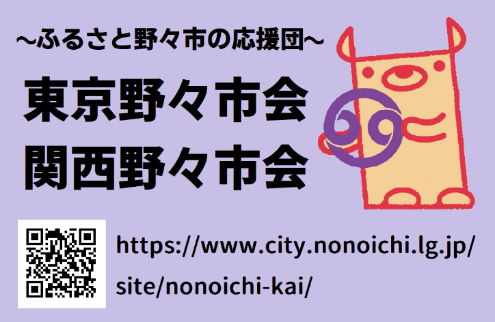 ～ふるさと野々市の応援団～
東京野々市会
関西野々市会
https://www.city.nonoichi.lg.jp/
site/nonoichi-kai/